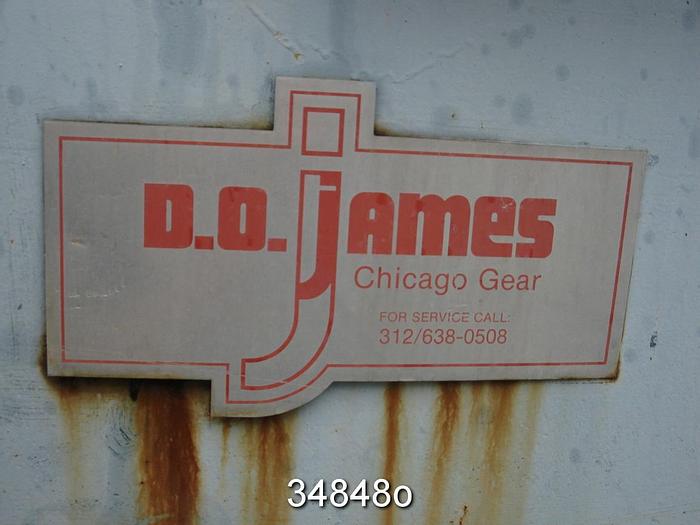 D.O. James
Chicago Gear
FOR SERVICE CALL:
312/638-0508
34848o